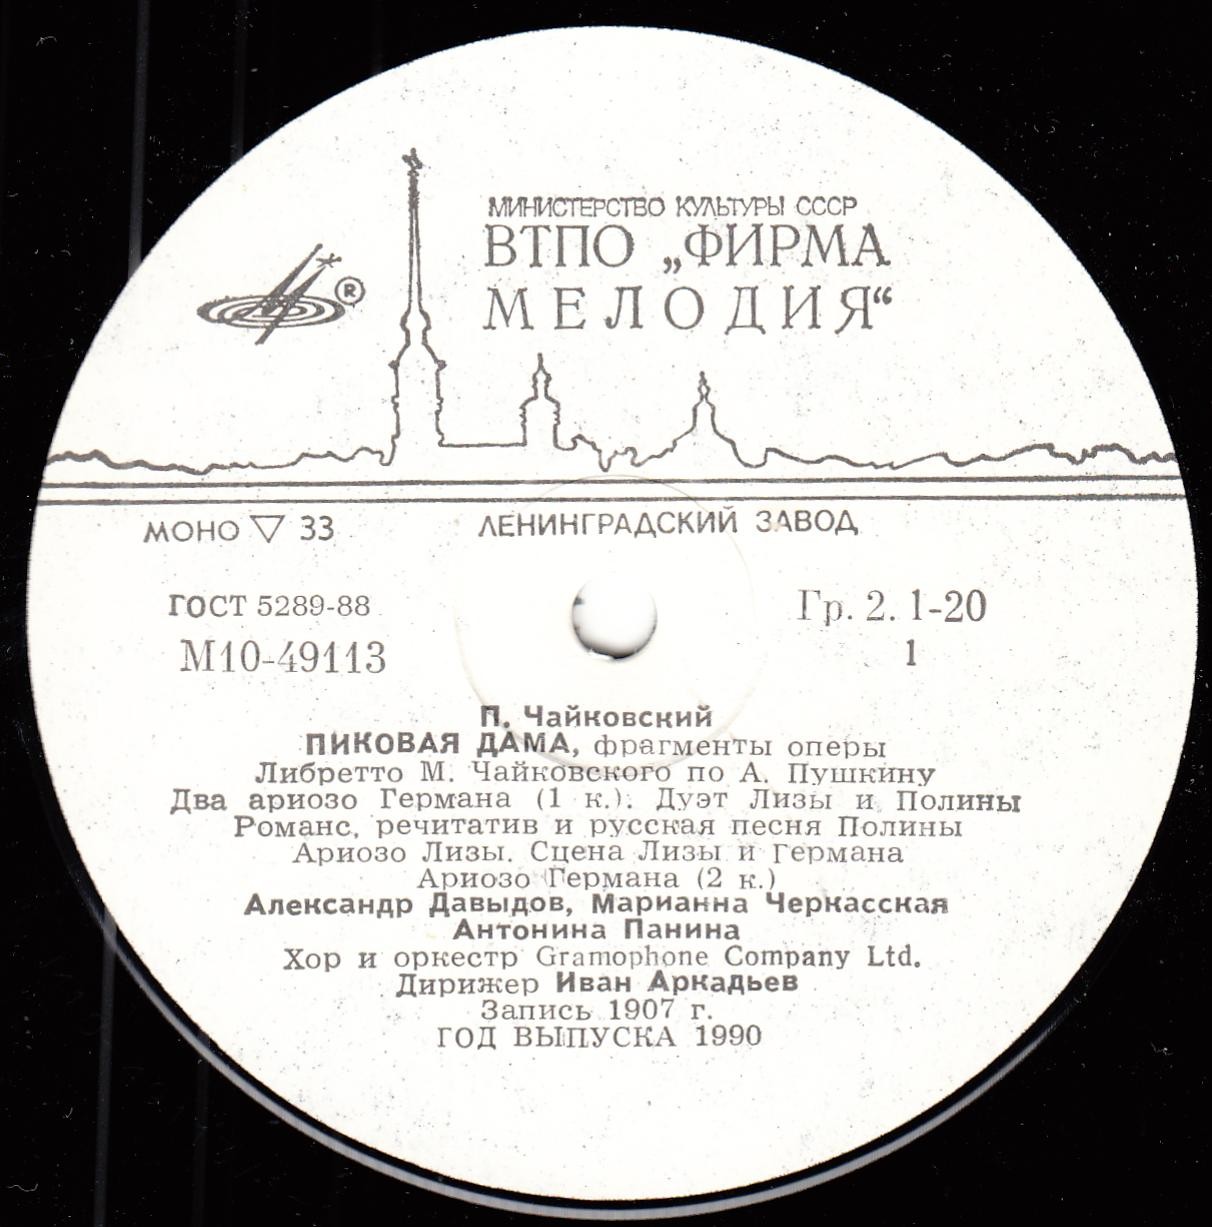 МИНИСТЕРСТВО КУЛЬТУРЫ СССР
ВТПО „ФИРМА
МЕЛОДИЯ“
®
МОНО ▽ 33
ЛЕНИНГРАДСКИЙ ЗАВОД
ГОСТ 5289-88
Гр. 2. 1-20
М10-49113
1
П. Чайковский
ПИКОВАЯ ДАМА, фрагменты оперы
Либретто М. Чайковского по А. Пушкину
Два ариозо Германа (1 к.). Дуэт Лизы и Полины
Романс, речитатив и русская песня Полины
Ариозо Лизы. Сцена Лизы и Германа
Ариозо Германа (2 к.)
Александр Давыдов, Марианна Черкасская
Антонина Панина
Хор и оркестр Gramophone Company Ltd.
Дирижер Иван Аркадьев
Запись 1907 г.
ГОД ВЫПУСКА 1990